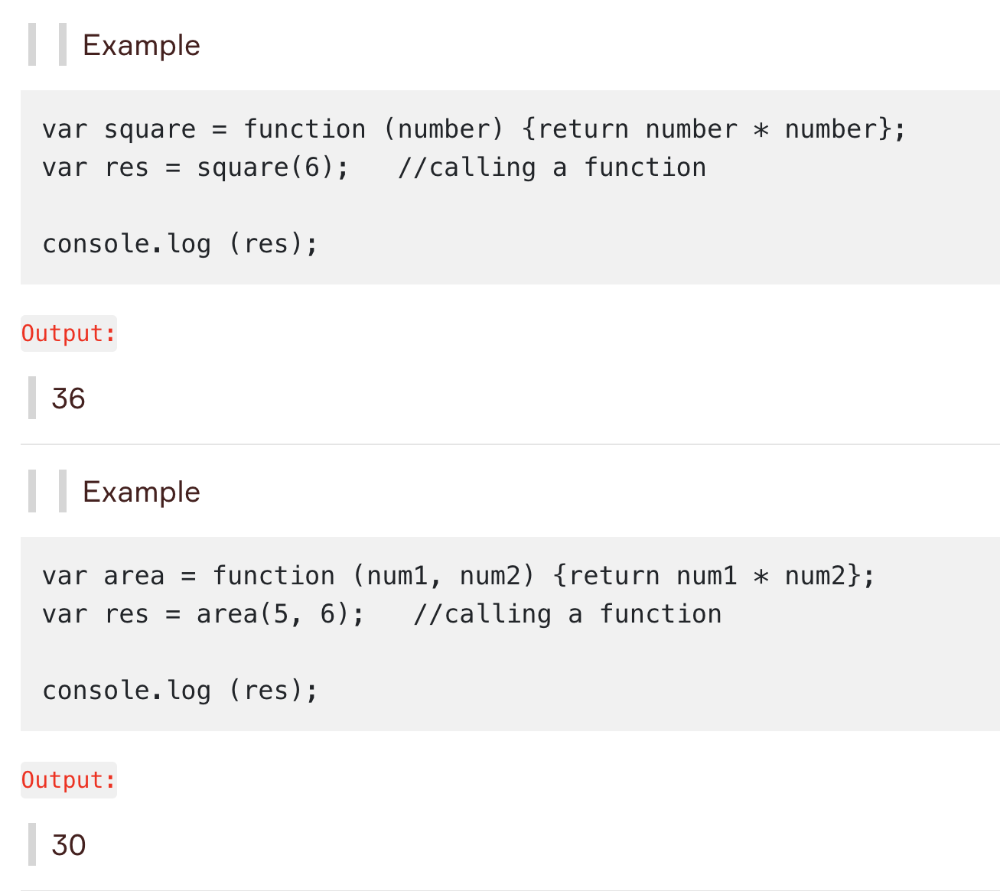 Example
var square = function (number) {return number * number};
var res = square(6);   //calling a function
console.log (res);
Output:
36
Example
var area = function (num1, num2) {return num1 * num2};
var res = area(5, 6);   //calling a function
console.log (res);
Output:
30